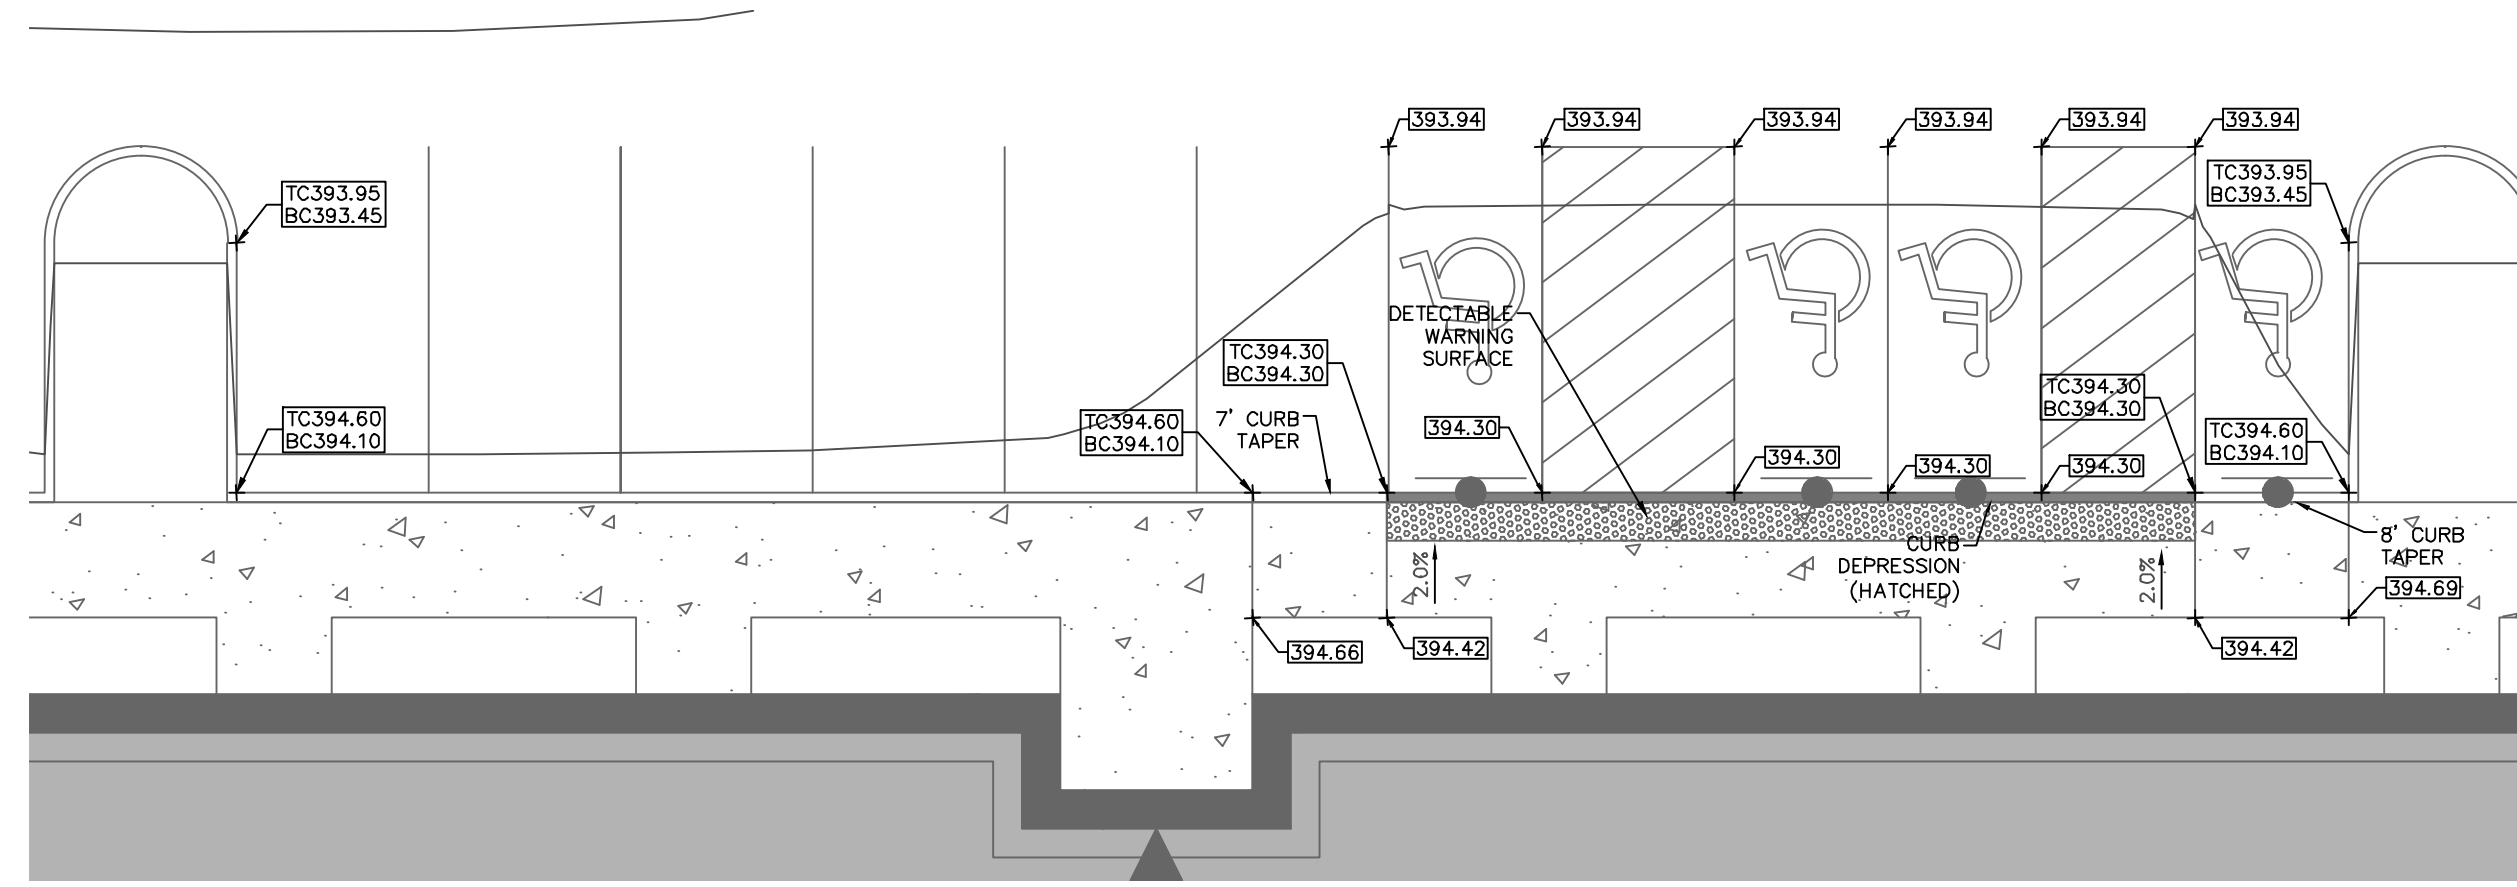 393.94
393.94
393.94
393.94
393.94
393.94
TC393.95
BC393.45
TC393.95
BC393.45
DETECTABLE
WARNING
SURFACE
TC394.30
BC394.30
TC394.30
BC394.30
TC394.60
BC394.10
TC394.60
BC394.10
7' CURB
TAPER
394.30
394.30
394.30
394.30
TC394.60
BC394.10
8' CURB
TAPER
CURB
DEPRESSION
(HATCHED)
2.0%
2.0%
394.69
394.66
394.42
394.42